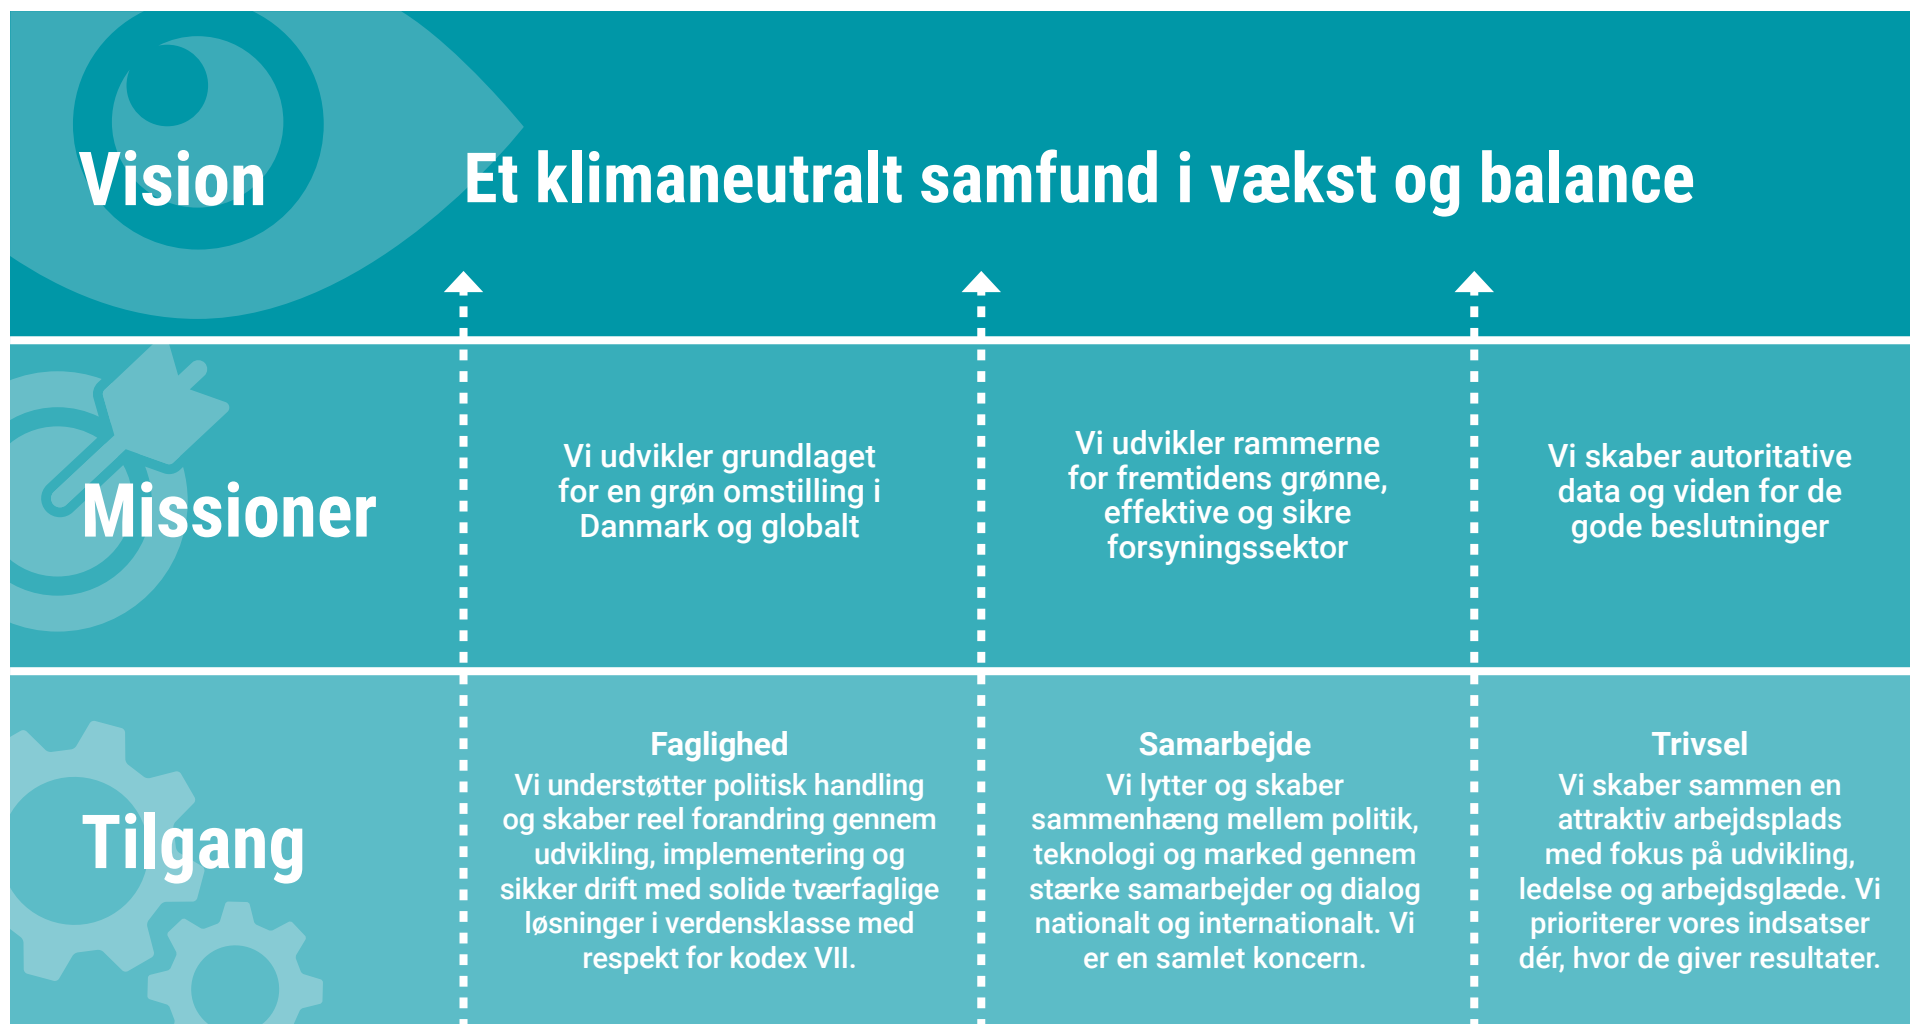 Vision
Et klimaneutralt samfund i vækst og balance
Missioner
Vi udvikler grundlaget
for en grøn omstilling i
Danmark og globalt
Vi udvikler rammerne
for fremtidens grønne,
effektive og sikre
forsyningssektor
Vi skaber autoritative
data og viden for de
gode beslutninger
Tilgang
Faglighed
Vi understøtter politisk handling
og skaber reel forandring gennem
udvikling, implementering og
sikker drift med solide tværfaglige
løsninger i verdensklasse med
respekt for kodex VII.
Samarbejde
Vi lytter og skaber
sammenhæng mellem politik,
teknologi og marked gennem
stærke samarbejder og dialog
nationalt og internationalt. Vi
er en samlet koncern.
Trivsel
Vi skaber sammen en
attraktiv arbejdsplads
med fokus på udvikling,
ledelse og arbejdsglæde. Vi
prioriterer vores indsatser
dér, hvor de giver resultater.